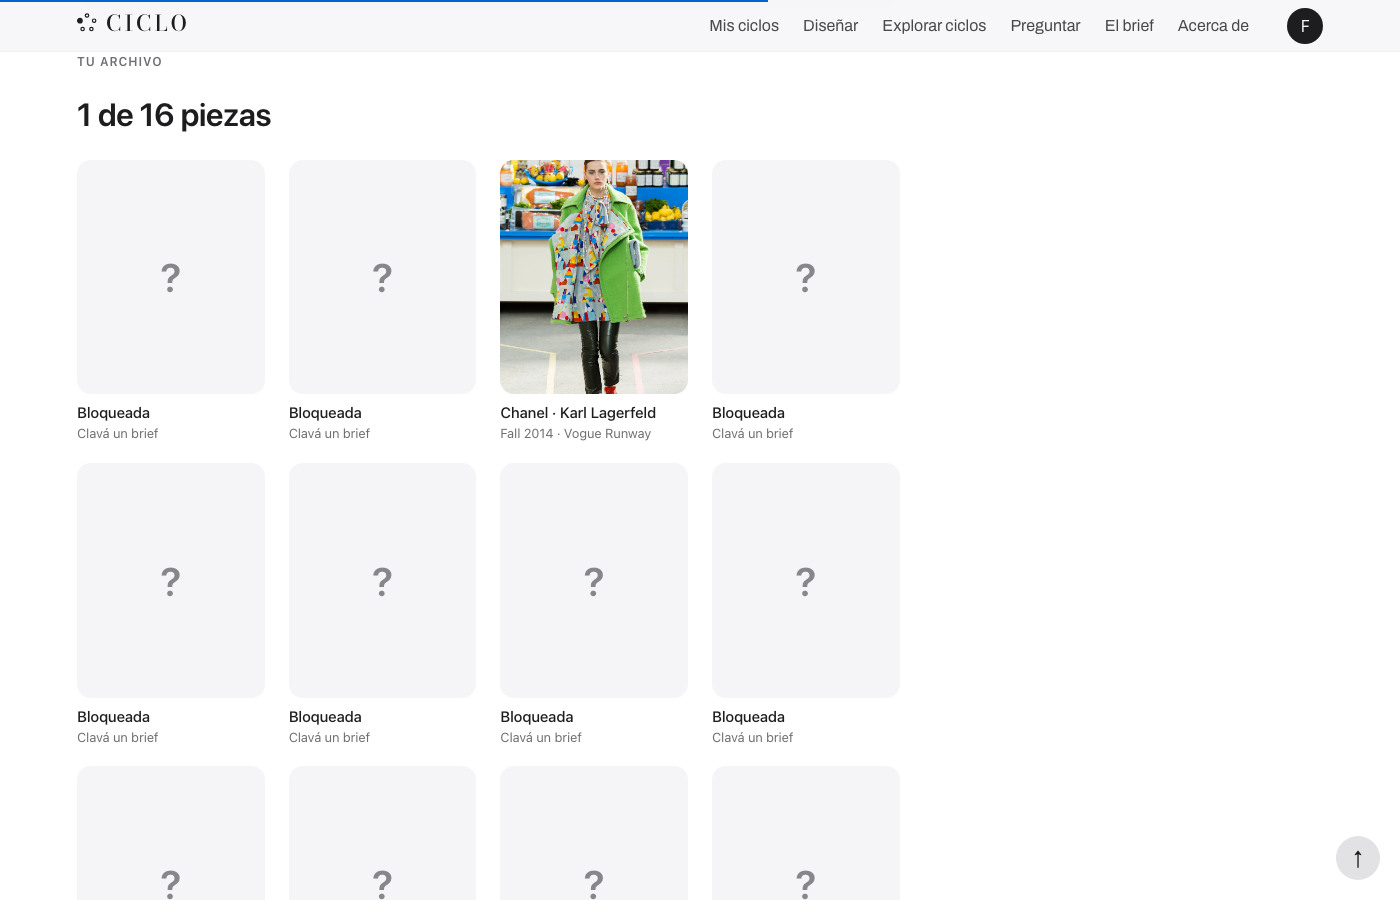 CICLO
Mis ciclos Diseñar Explorar ciclos Preguntar El brief Acerca de F
TU ARCHIVO
1 de 16 piezas
? ? ?
Bloqueada Bloqueada Chanel · Karl Lagerfeld Bloqueada
Clavá un brief Clavá un brief Fall 2014 · Vogue Runway Clavá un brief
? ? ? ?
Bloqueada Bloqueada Bloqueada Bloqueada
Clavá un brief Clavá un brief Clavá un brief Clavá un brief
? ? ? ?
↑